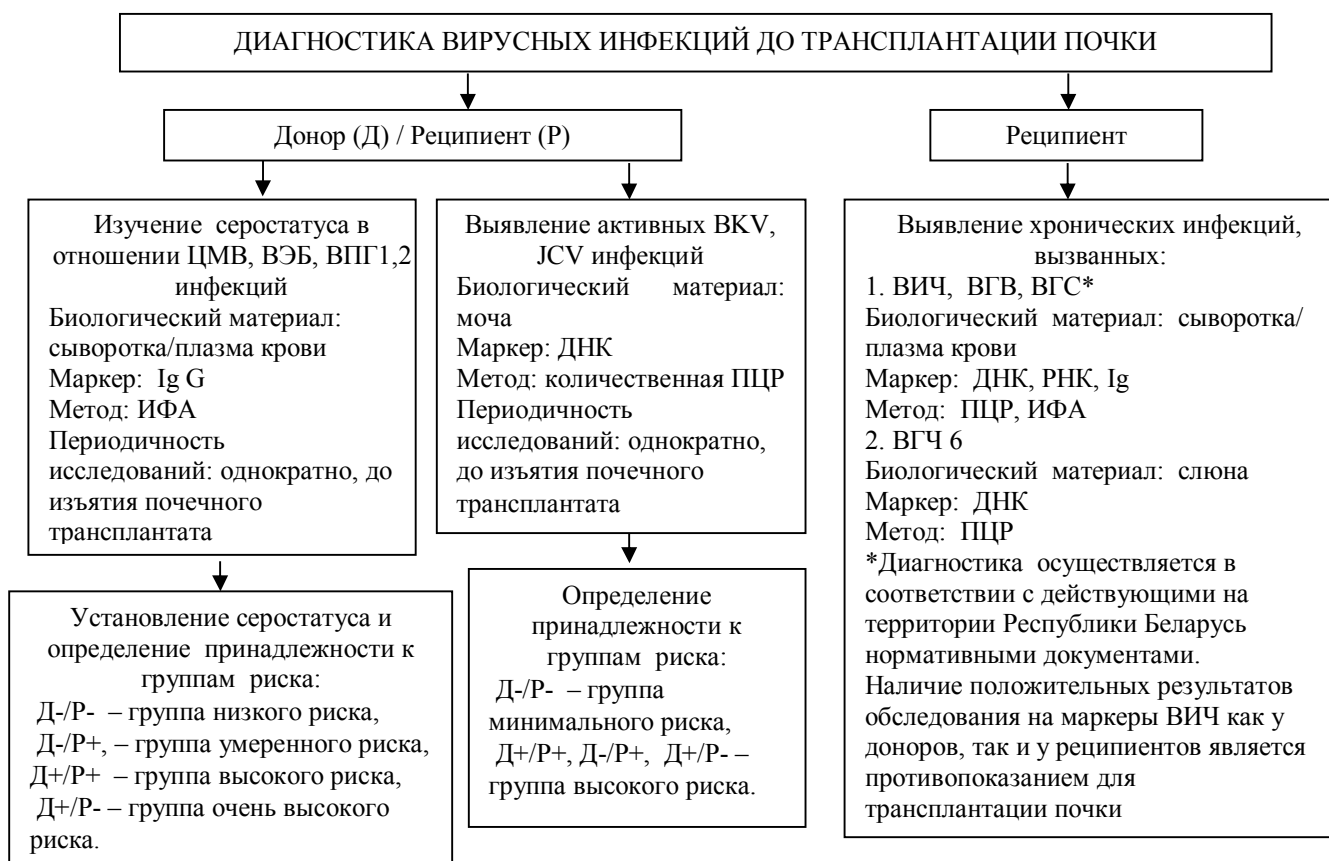 ДИАГНОСТИКА ВИРУСНЫХ ИНФЕКЦИЙ ДО ТРАНСПЛАНТАЦИИ ПОЧКИ
Донор (Д) / Реципиент (Р)
Реципиент
Изучение серостатуса в
отношении ЦМВ, ВЭБ, ВПГ1,2
инфекций
Биологический материал:
сыворотка/плазма крови
Маркер: Ig G
Метод: ИФА
Периодичность
исследований: однократно, до
изъятия почечного
трансплантата
Выявление активных BKV,
JCV инфекций
Биологический материал:
моча
Маркер: ДНК
Метод: количественная ПЦР
Периодичность
исследований: однократно,
до изъятия почечного
трансплантата
Выявление хронических инфекций,
вызванных:
1. ВИЧ, ВГВ, ВГС*
Биологический материал: сыворотка/
плазма крови
Маркер: ДНК, РНК, Ig
Метод: ПЦР, ИФА
2. ВГЧ 6
Биологический материал: слюна
Маркер: ДНК
Метод: ПЦР
*Диагностика осуществляется в
соответствии с действующими на
территории Республики Беларусь
нормативными документами.
Наличие положительных результатов
обследования на маркеры ВИЧ как у
доноров, так и у реципиентов является
противопоказанием для
трансплантации почки
Установление серостатуса и
определение принадлежности к
группам риска:
Д-/Р- – группа низкого риска,
Д-/Р+, – группа умеренного риска,
Д+/Р+ – группа высокого риска,
Д+/Р- – группа очень высокого
риска.
Определение
принадлежности к
группам риска:
Д-/Р- – группа
минимального риска,
Д+/Р+, Д-/Р+, Д+/Р- –
группа высокого риска.